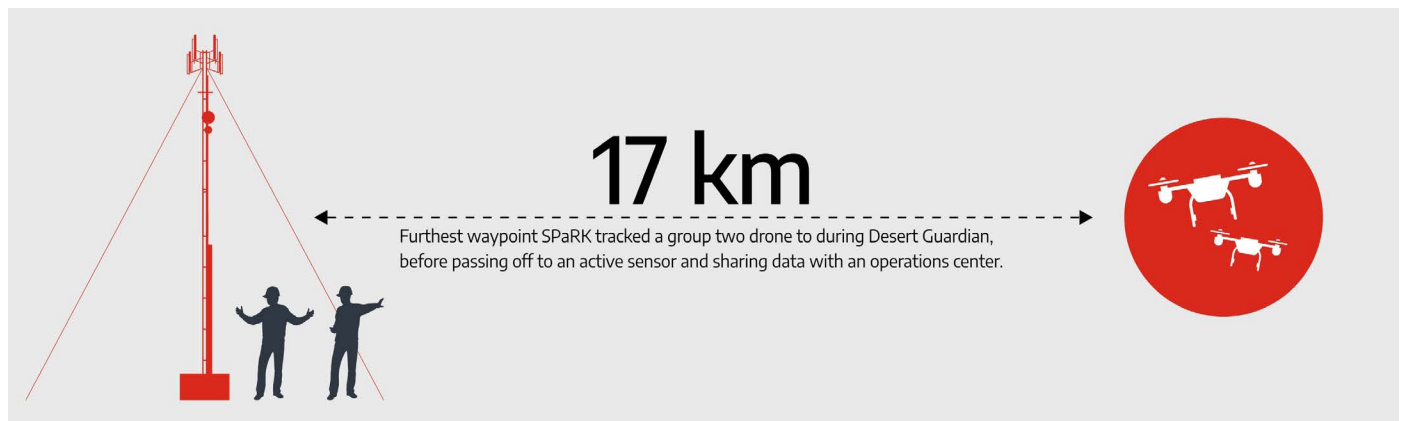 17 km
Furthest waypoint SPaRK tracked a group two drone to during Desert Guardian,
before passing off to an active sensor and sharing data with an operations center.